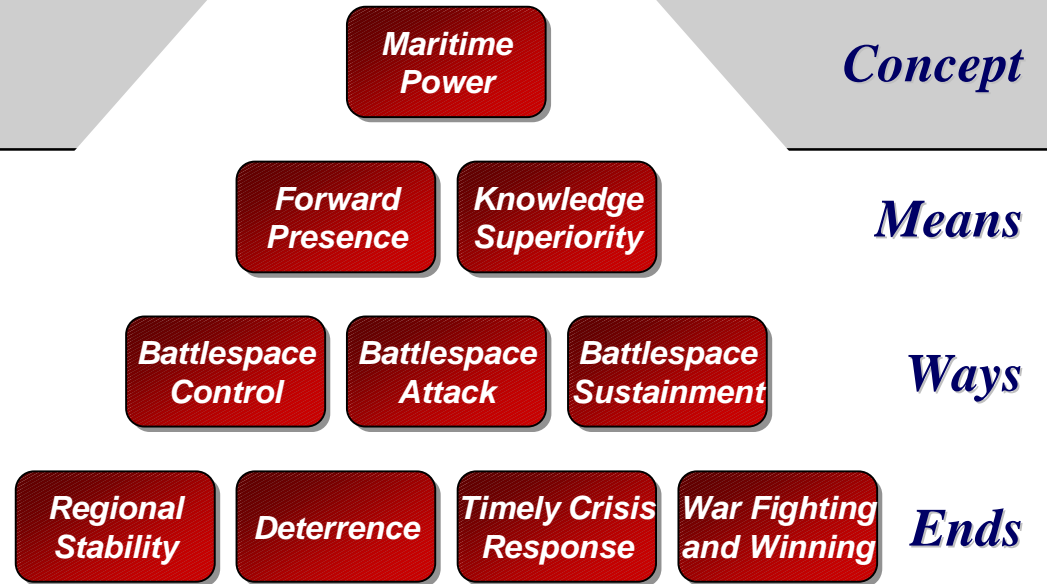 Maritime
Power
Concept
Forward
Presence
Knowledge
Superiority
Means
Battlespace
Control
Battlespace
Attack
Battlespace
Sustainment
Ways
Regional
Stability
Deterrence
Timely Crisis
Response
War Fighting
and Winning
Ends